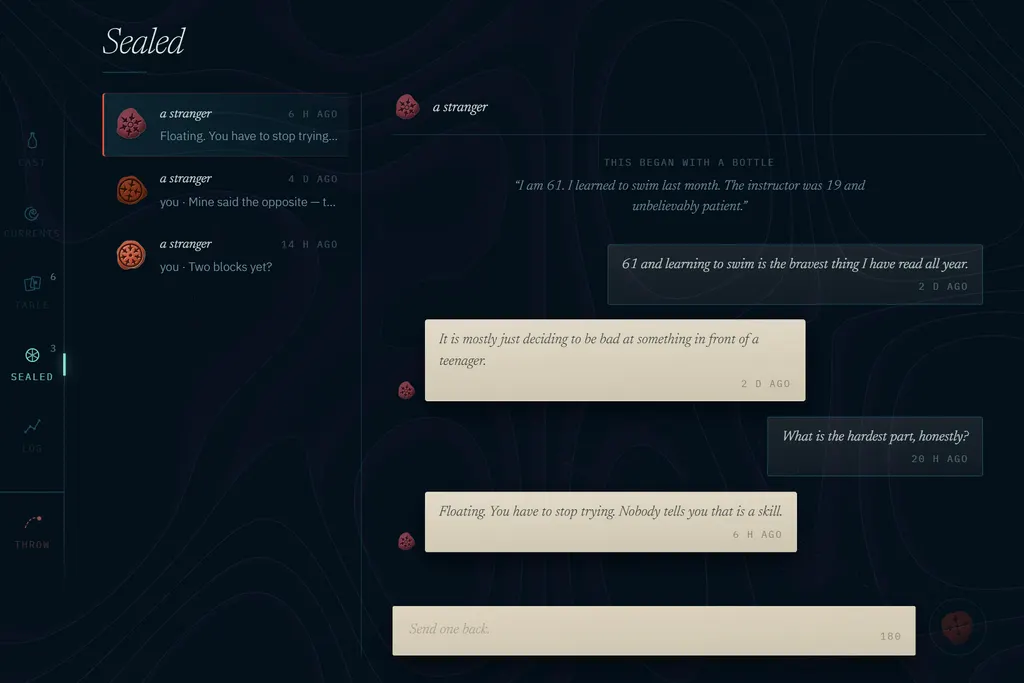 Sealed
CAST
CURRENTS
6
TABLE
3
SEALED
LOG
THROW
a stranger
6 H AGO
Floating. You have to stop trying...
a stranger
4 D AGO
you · Mine said the opposite — t...
a stranger
14 H AGO
you · Two blocks yet?
a stranger
THIS BEGAN WITH A BOTTLE
“I am 61. I learned to swim last month. The instructor was 19 and
unbelievably patient.”
61 and learning to swim is the bravest thing I have read all year.
2 D AGO
It is mostly just deciding to be bad at something in front of a
teenager.
2 D AGO
What is the hardest part, honestly?
20 H AGO
Floating. You have to stop trying. Nobody tells you that is a skill.
6 H AGO
Send one back.
180